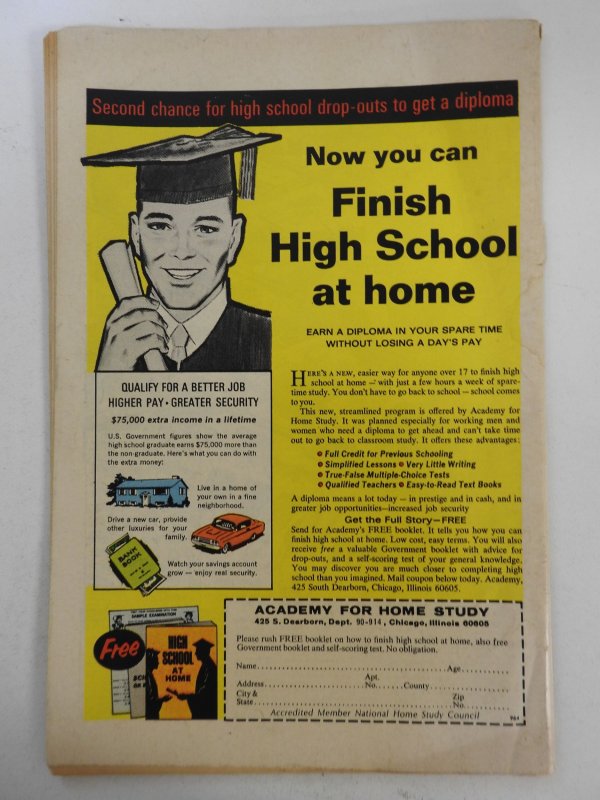 Second chance for high school drop-outs to get a diploma
Now you can
Finish
High School
at home
EARN A DIPLOMA IN YOUR SPARE TIME
WITHOUT LOSING A DAY'S PAY
HERE'S A NEW, easier way for anyone over 17 to finish high
school at home — with just a few hours a week of spare-
time study. You don't have to go back to school — school comes
to you.
This new, streamlined program is offered by Academy for
Home Study. It was planned especially for working men and
women who need a diploma to get ahead and can't take time
out to go back to classroom study. It offers these advantages:
• Full Credit for Previous Schooling
• Simplified Lessons • Very Little Writing
• True-False Multiple-Choice Tests
• Qualified Teachers • Easy-to-Read Text Books
A diploma means a lot today — in prestige and in cash, and in
greater job opportunities—increased job security
Get the Full Story—FREE
Send for Academy's FREE booklet. It tells you how you can
finish high school at home. Low cost, easy terms. You will also
receive free a valuable Government booklet with advice for
drop-outs, and a self-scoring test of your general knowledge.
You may discover you are much closer to completing high
school than you imagined. Mail coupon below today. Academy,
425 South Dearborn, Chicago, Illinois 60605.
QUALIFY FOR A BETTER JOB
HIGHER PAY • GREATER SECURITY
$75,000 extra income in a lifetime
U.S. Government figures show the average
high school graduate earns $75,000 more than
the non-graduate. Here's what you can do with
the extra money:
Live in a home of
your own in a fine
neighborhood.
Drive a new car, provide
other luxuries for your
family.
BANK
BOOK
Watch your savings account
grow — enjoy real security.
Free
SAMPLE EXAMINATION
HIGH
SCHOOL
AT
HOME
ACADEMY FOR HOME STUDY
425 S. Dearborn, Dept. 90-914, Chicago, Illinois 60605
Please rush FREE booklet on how to finish high school at home, also free
Government booklet and self-scoring test. No obligation.
Name.......... Age..........
Apt.
Address.......... No...... County..........
City & Zip
State.......... No..........
Accredited Member National Home Study Council